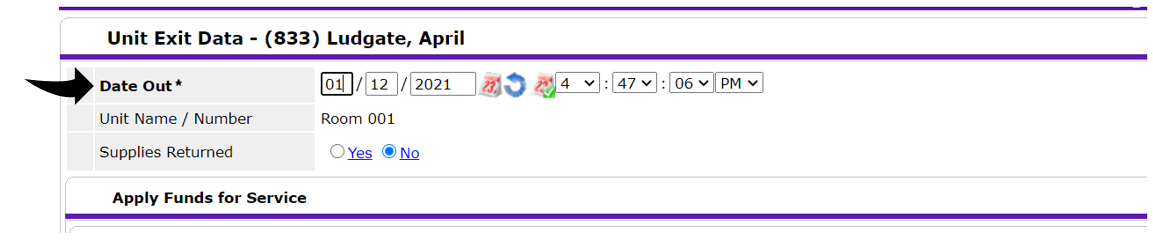 Unit Exit Data - (833) Ludgate, April
Date Out* 01 / 12 / 2021 4 : 47 : 06 PM
Unit Name / Number Room 001
Supplies Returned Yes No
Apply Funds for Service